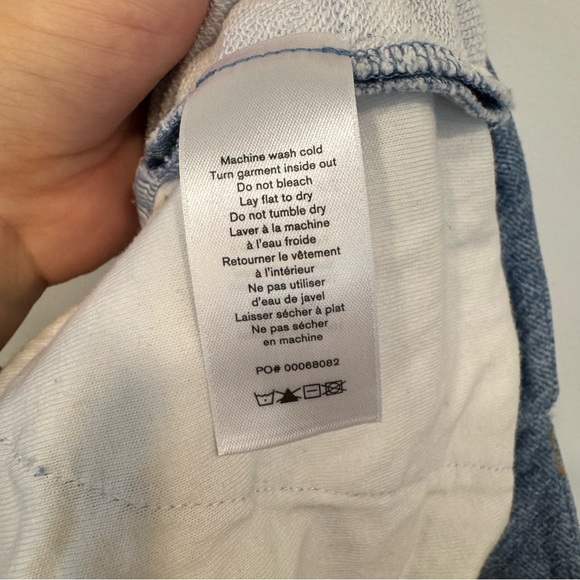 Machine wash cold
Turn garment inside out
Do not bleach
Lay flat to dry
Do not tumble dry
Laver à la machine
à l'eau froide
Retourner le vêtement
à l'intérieur
Ne pas utiliser
d'eau de javel
Laisser sécher à plat
Ne pas sécher
en machine
PO# 00068082